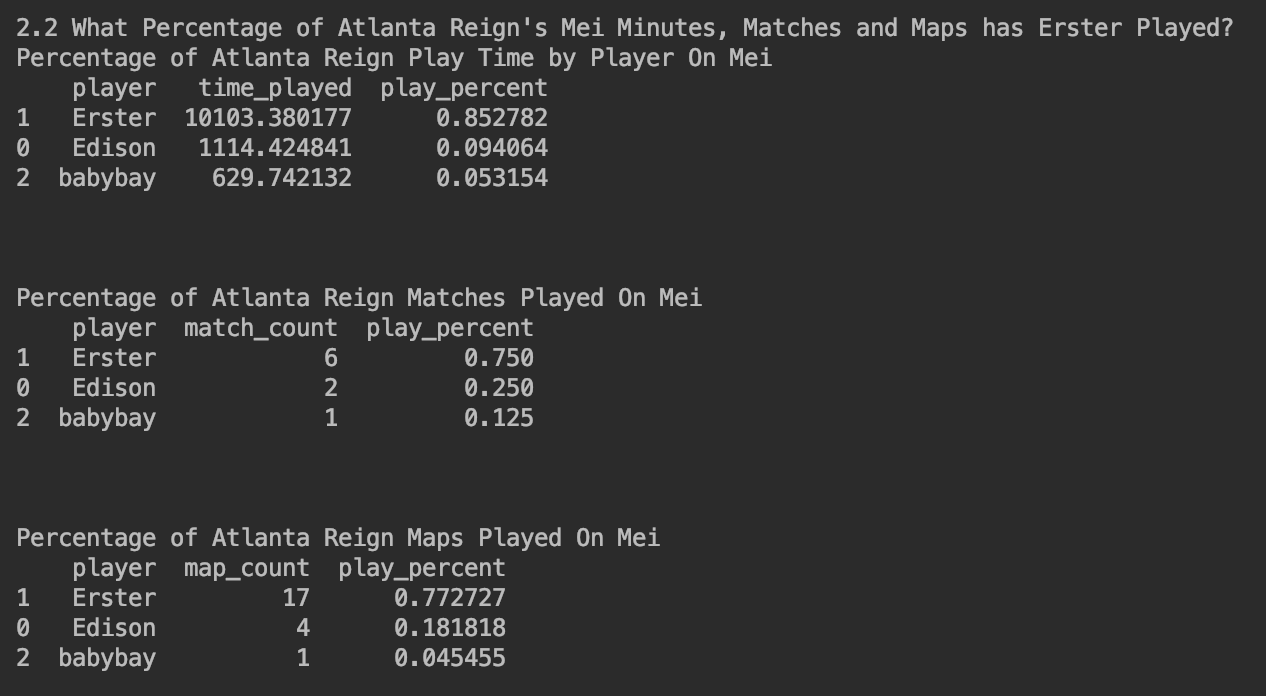 2.2 What Percentage of Atlanta Reign's Mei Minutes, Matches and Maps has Erster Played?
Percentage of Atlanta Reign Play Time by Player On Mei
    player   time_played  play_percent
1   Erster  10103.380177      0.852782
0   Edison   1114.424841      0.094064
2  babybay    629.742132      0.053154
Percentage of Atlanta Reign Matches Played On Mei
    player  match_count  play_percent
1   Erster            6         0.750
0   Edison            2         0.250
2  babybay            1         0.125
Percentage of Atlanta Reign Maps Played On Mei
    player  map_count  play_percent
1   Erster         17      0.772727
0   Edison          4      0.181818
2  babybay          1      0.045455